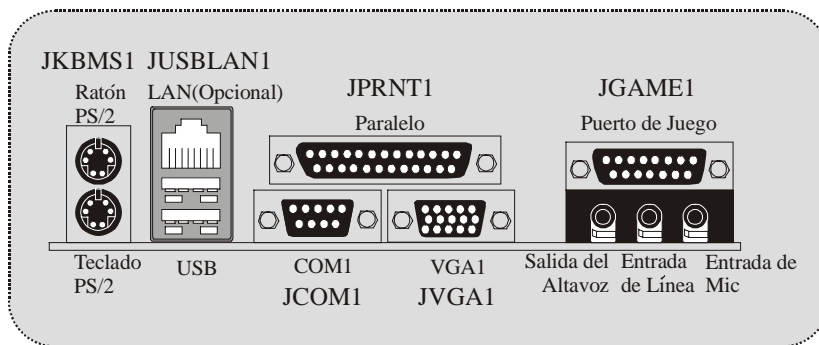 JKBMS1 JUSBLAN1
Ratón
PS/2
LAN(Opcional)
JPRNT1
Paralelo
JGAME1
Puerto de Juego
Teclado
PS/2
USB
COM1
JCOM1
VGA1
JVGA1
Salida del
Altavoz
Entrada
de Línea
Entrada de
Mic